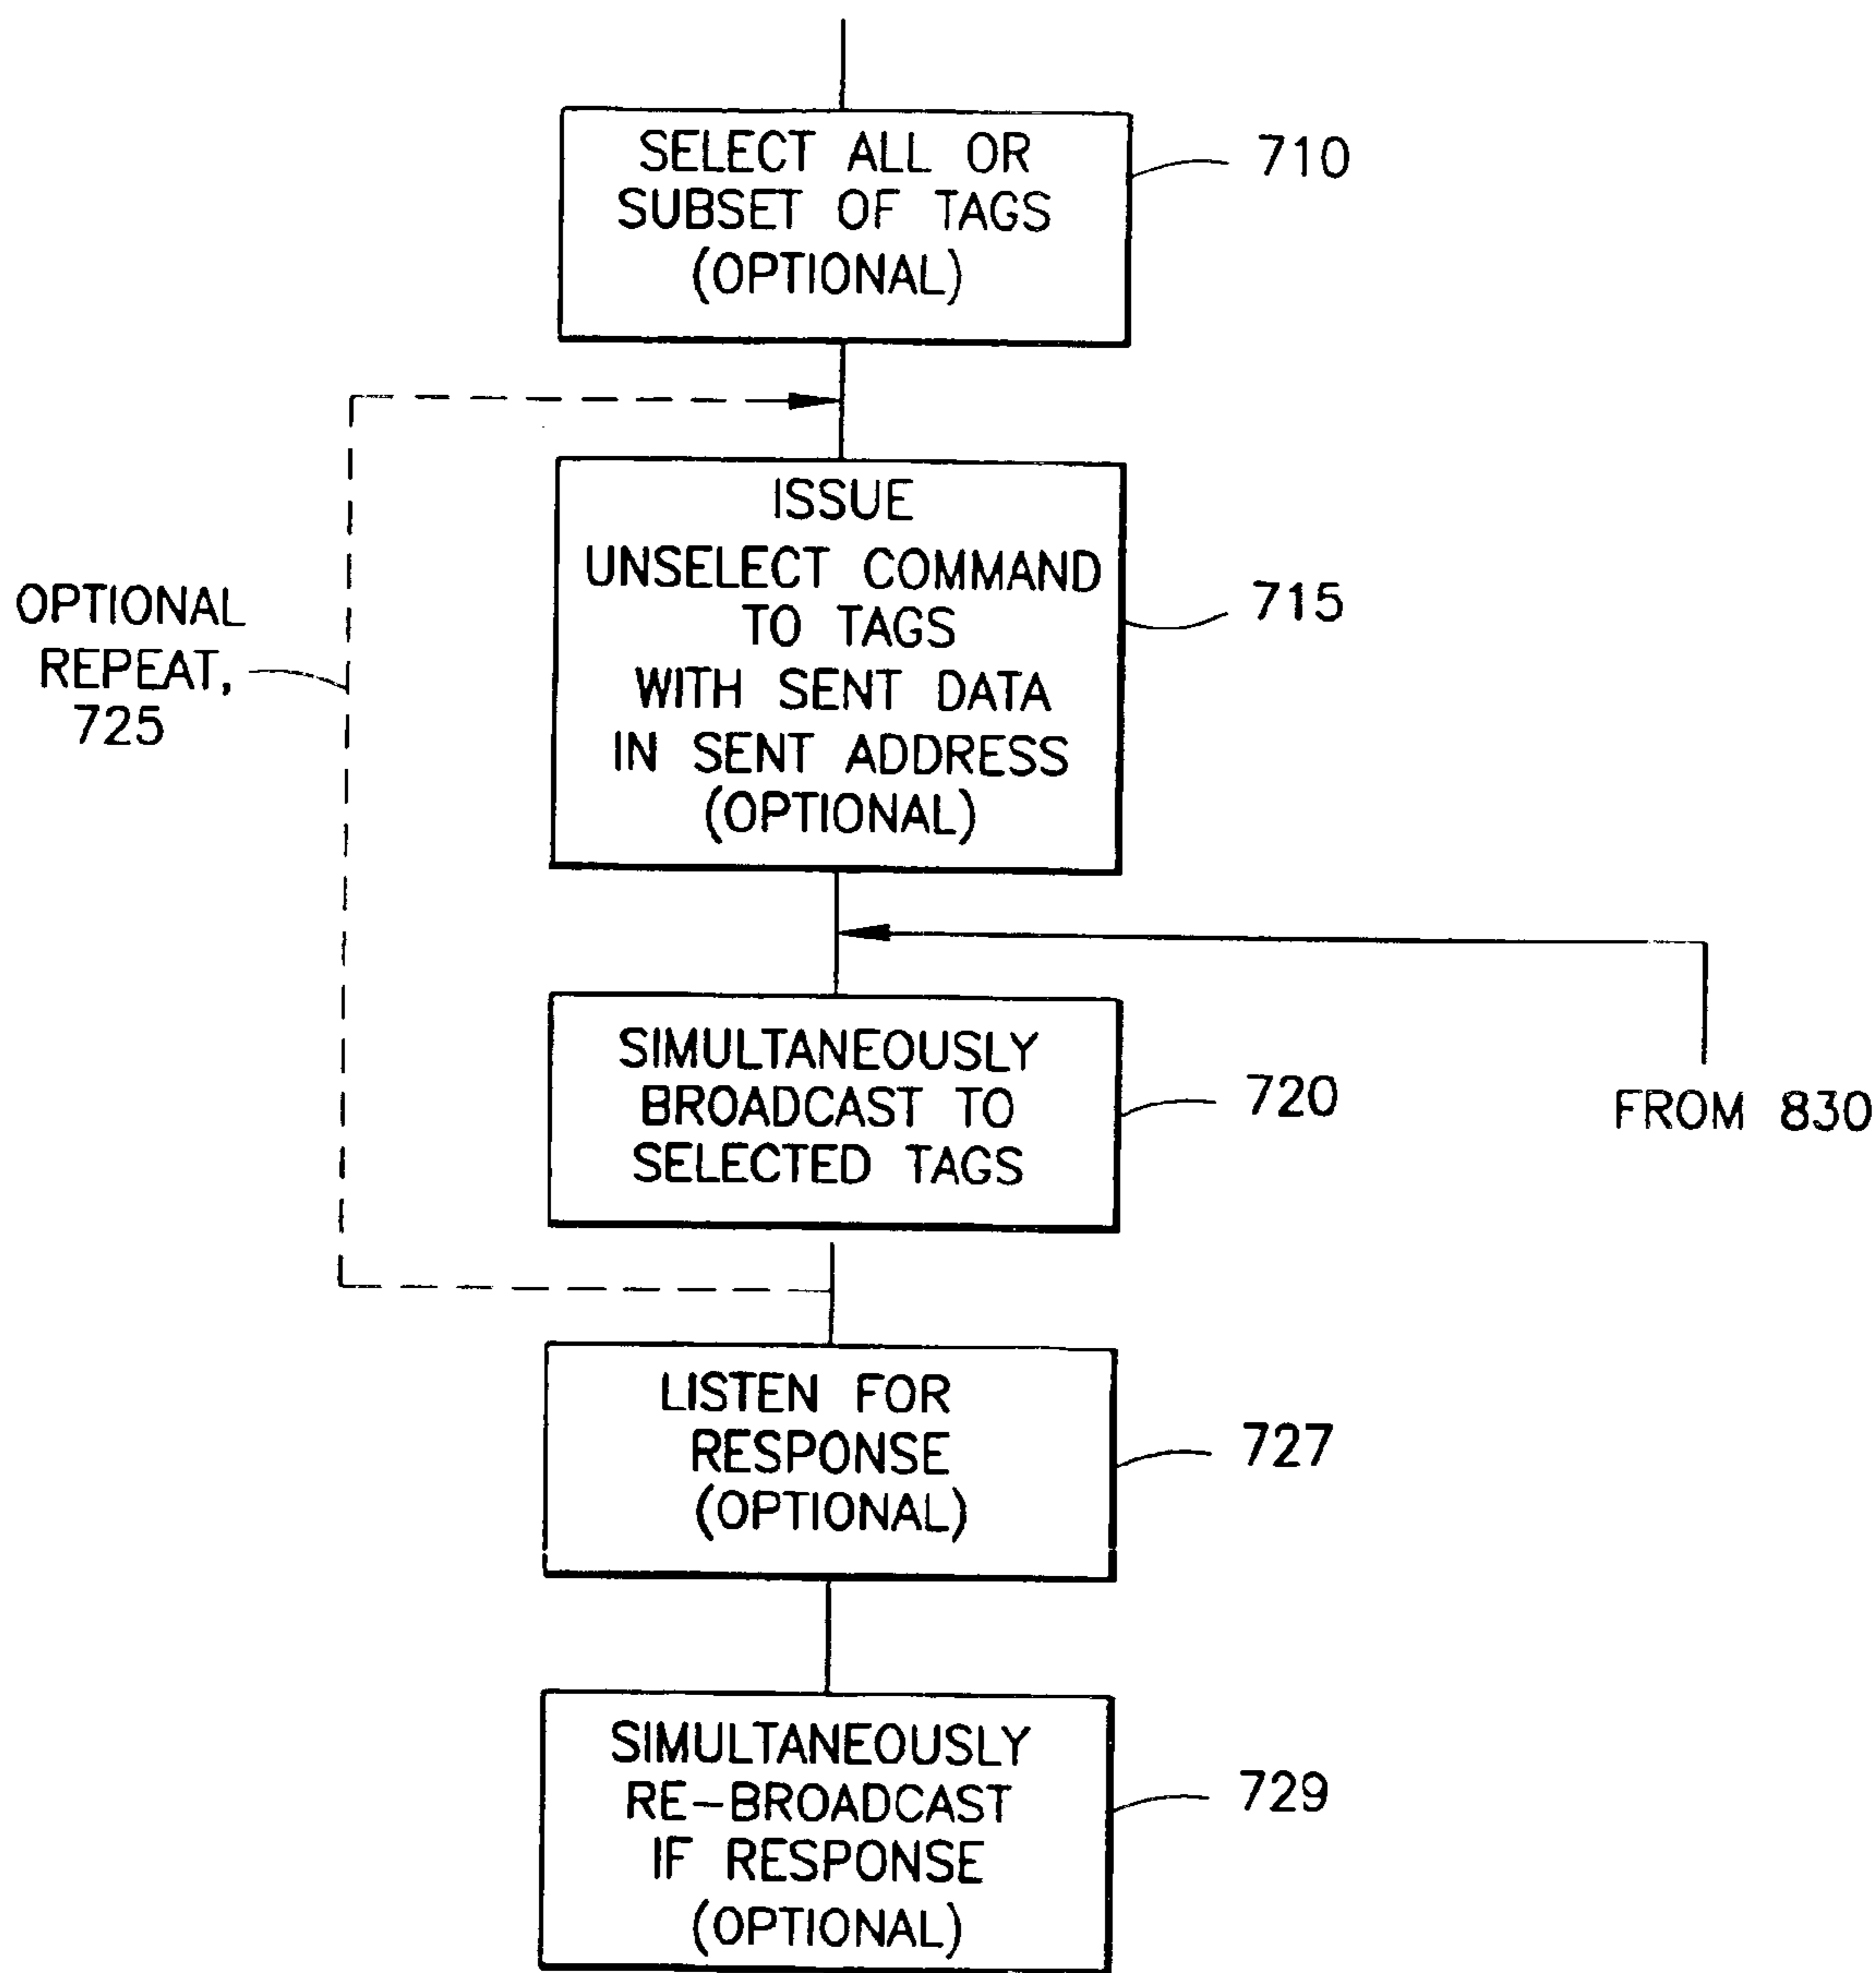 SELECT ALL OR
SUBSET OF TAGS
(OPTIONAL)
710
ISSUE
UNSELECT COMMAND
TO TAGS
WITH SENT DATA
IN SENT ADDRESS
(OPTIONAL)
715
OPTIONAL
REPEAT,
725
SIMULTANEOUSLY
BROADCAST TO
SELECTED TAGS
720
FROM 830
LISTEN FOR
RESPONSE
(OPTIONAL)
727
SIMULTANEOUSLY
RE-BROADCAST
IF RESPONSE
(OPTIONAL)
729